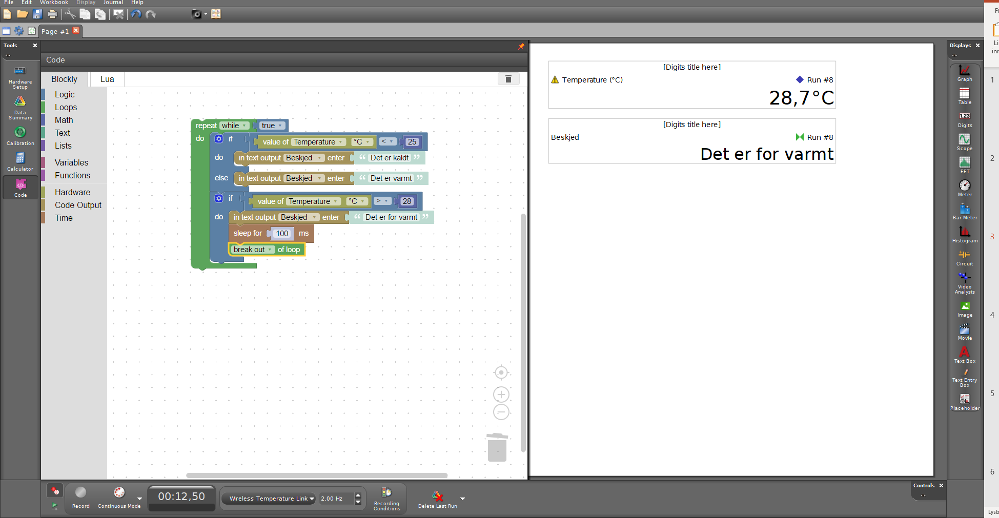 File Edit Workbook Display Journal Help
Page #1
Tools
Hardware
Setup
Data
Summary
Calibration
Calculator
Code
Code
Blockly Lua
Logic
Loops
Math
Text
Lists
Variables
Functions
Hardware
Code Output
Time
repeat while true
do if value of Temperature °C < 25
do in text output Beskjed enter “ Det er kaldt ”
else in text output Beskjed enter “ Det er varmt ”
if value of Temperature °C > 28
do in text output Beskjed enter “ Det er for varmt ”
sleep for 100 ms
break out of loop
[Digits title here]
Temperature (°C) Run #8
28,7°C
[Digits title here]
Beskjed Run #8
Det er for varmt
Displays
Graph
Table
1.23
Digits
Scope
FFT
Meter
Bar Meter
Histogram
Circuit
Video
Analysis
Image
Movie
A
Text Box
Text Entry
Box
Placeholder
Record
Continuous Mode
00:12,50
Wireless Temperature Link
2,00 Hz
Recording
Conditions
Delete Last Run
Controls
Fi
Li
inn
1
2
3
4
5
6
Lysb